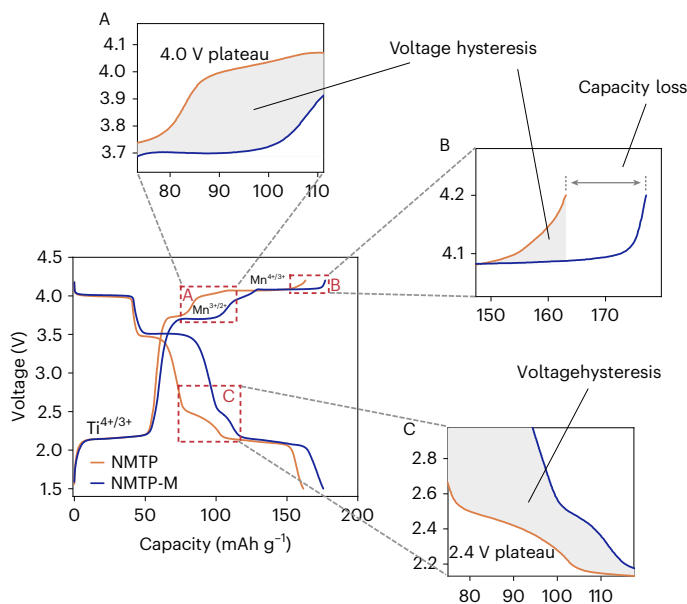 A
4.0 V plateau
4.1
4.0
3.9
3.8
3.7
80 90 100 110
Voltage hysteresis
Capacity loss
B
4.2
4.1
150 160 170
Voltage (V)
4.5
4.0
3.5
3.0
2.5
2.0
1.5
A
Mn3+/2+
Mn4+/3+
B
C
Ti4+/3+
NMTP
NMTP-M
0 50 100 150 200
Capacity (mAh g−1)
Voltagehysteresis
C
2.8
2.6
2.4
2.2
2.4 V plateau
80 90 100 110